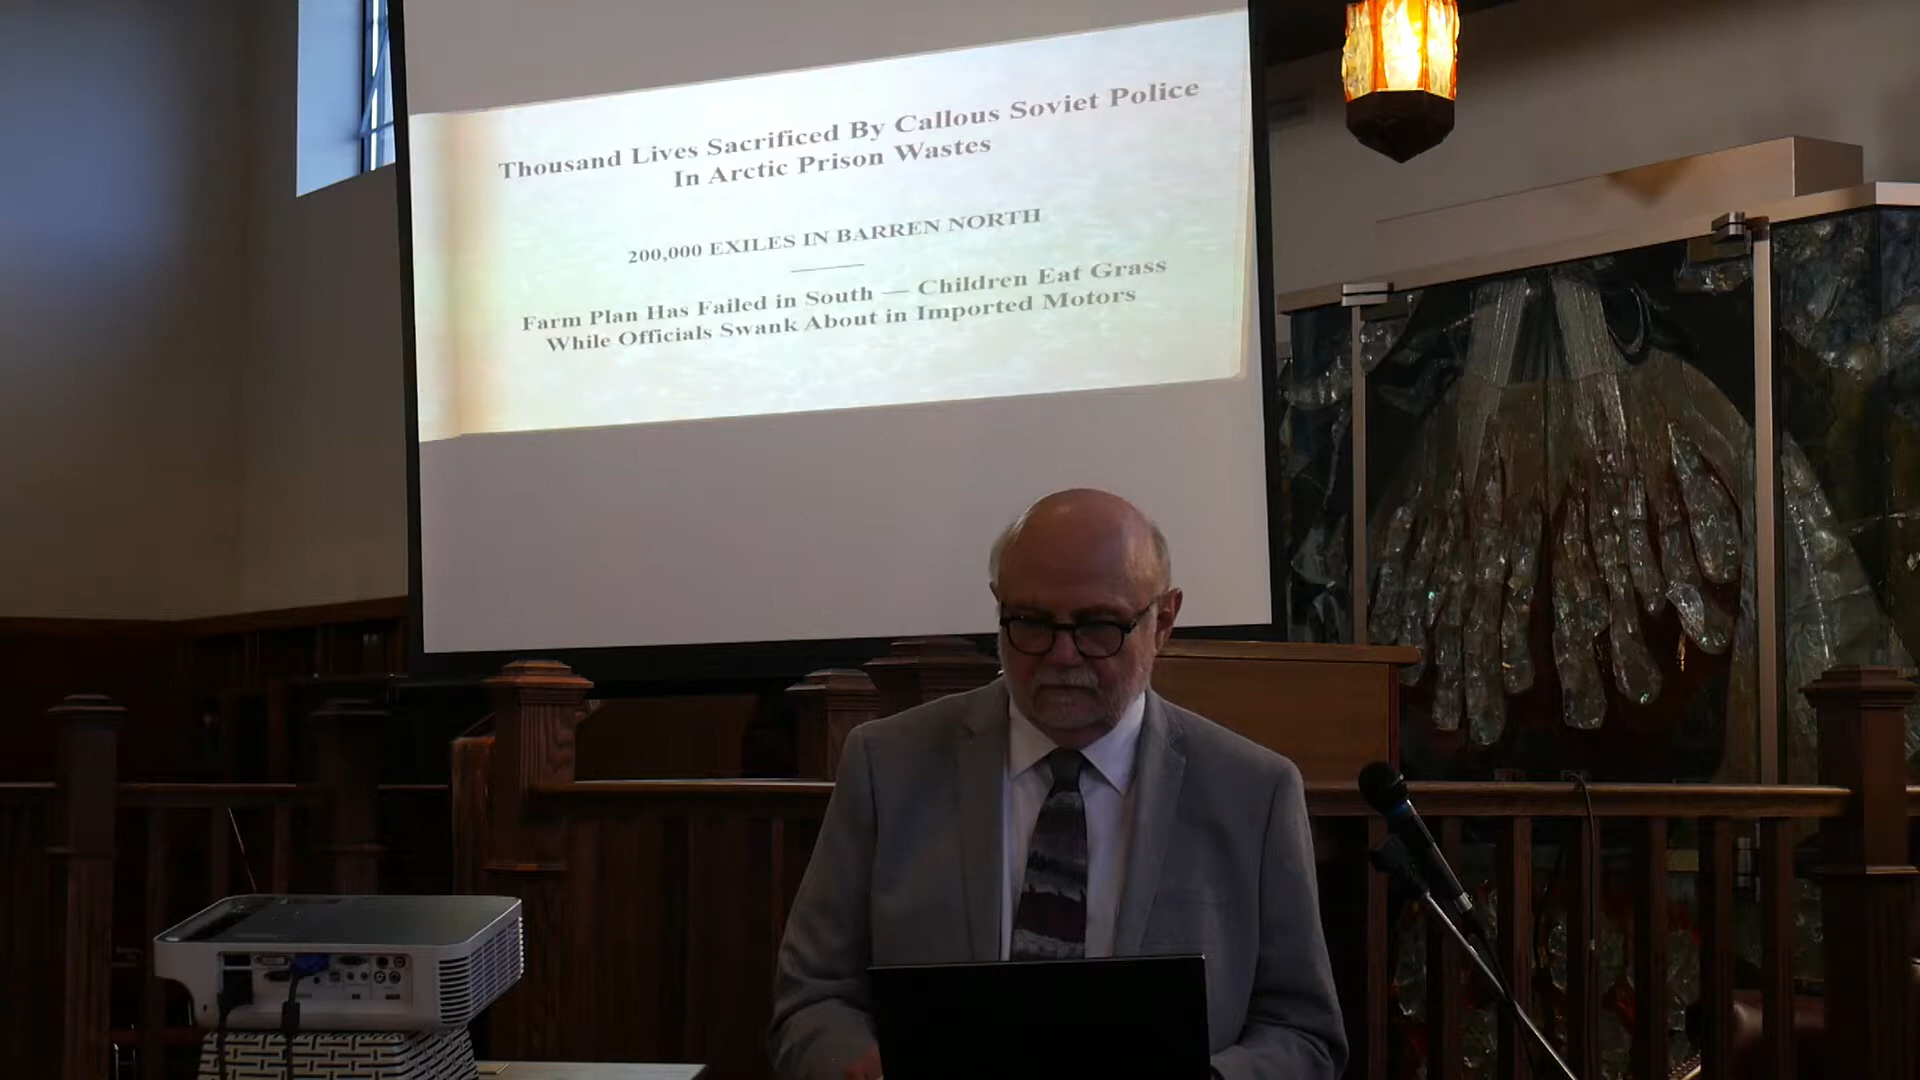 Thousand Lives Sacrificed By Callous Soviet Police
In Arctic Prison Wastes
200,000 EXILES IN BARREN NORTH
Farm Plan Has Failed in South — Children Eat Grass
While Officials Swank About in Imported Motors